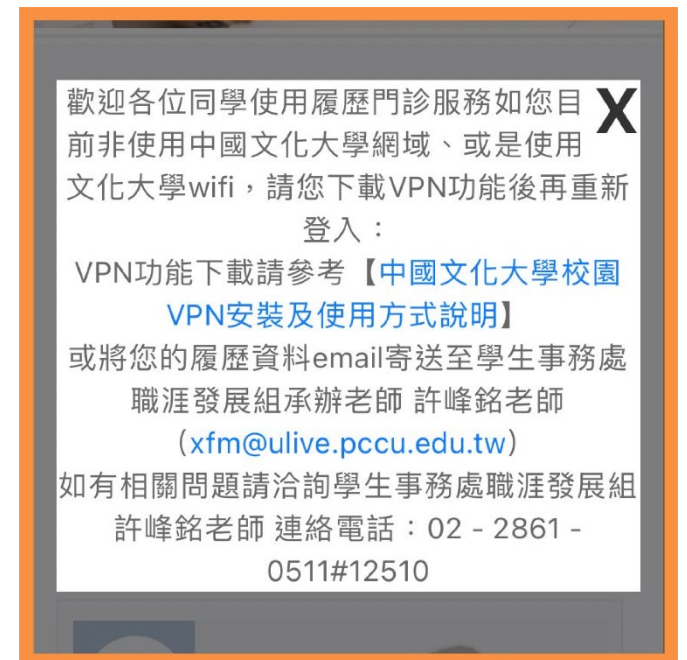 歡迎各位同學使用履歷門診服務如您目
X
前非使用中國文化大學網域、或是使用
文化大學wifi，請您下載VPN功能後再重新
登入：
VPN功能下載請參考【中國文化大學校園
VPN安裝及使用方式說明】
或將您的履歷資料email寄送至學生事務處
職涯發展組承辦老師 許峰銘老師
（xfm@ulive.pccu.edu.tw）
如有相關問題請洽詢學生事務處職涯發展組
許峰銘老師 連絡電話：02 - 2861 -
0511#12510